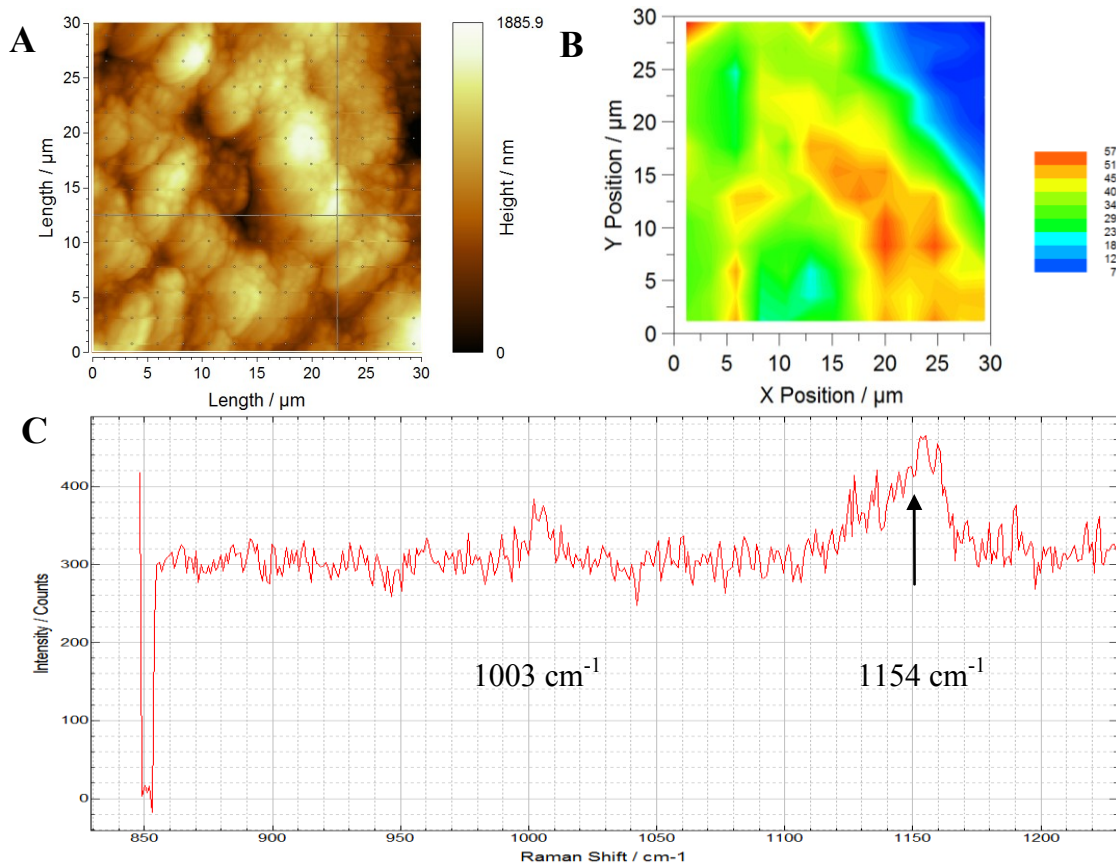 A
30
25
20
15
10
5
0
Length / µm
0 5 10 15 20 25 30
Length / µm
1885.9
Height / nm
0
B
30
25
20
15
10
5
0
Y Position / µm
0 5 10 15 20 25 30
X Position / µm
57
51
45
40
34
29
23
18
12
7
C
400
300
200
100
0
Intensity / Counts
1003 cm-1
1154 cm-1
850 900 950 1000 1050 1100 1150 1200
Raman Shift / cm-1